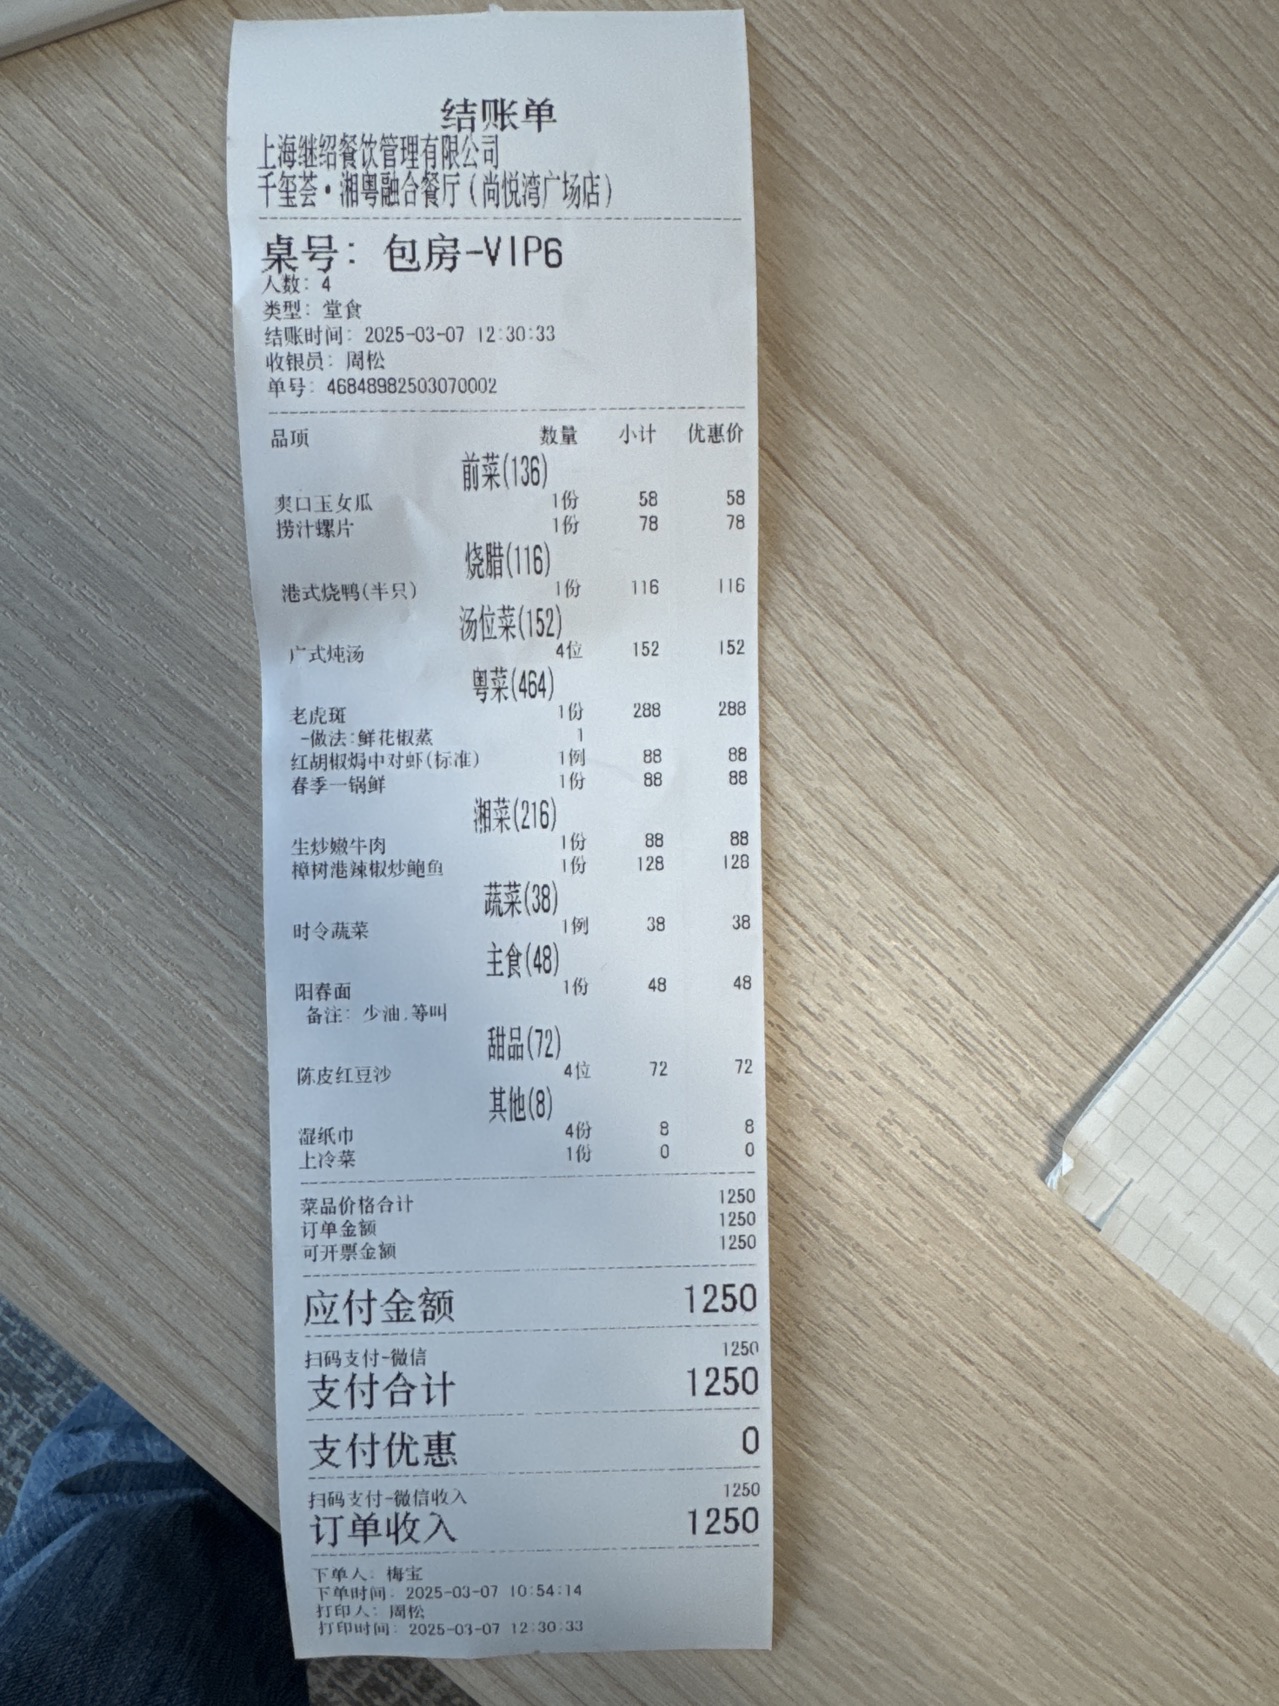 结账单
上海继绍餐饮管理有限公司
千玺荟·湘粤融合餐厅(尚悦湾广场店)
桌号: 包房-VIP6
人数: 4
类型: 堂食
结账时间: 2025-03-07 12:30:33
收银员: 周松
单号: 46848982503070002
品项 数量 小计 优惠价
前菜(136)
爽口玉女瓜 1份 58 58
捞汁螺片 1份 78 78
烧腊(116)
港式烧鸭(半只) 1份 116 116
汤位菜(152)
广式炖汤 4位 152 152
粤菜(464)
老虎斑 1份 288 288
-做法:鲜花椒蒸 1
红胡椒焗中对虾(标准) 1例 88 88
春季一锅鲜 1份 88 88
湘菜(216)
生炒嫩牛肉 1份 88 88
樟树港辣椒炒鲍鱼 1份 128 128
蔬菜(38)
时令蔬菜 1例 38 38
主食(48)
阳春面 1份 48 48
备注: 少油,等叫
甜品(72)
陈皮红豆沙 4位 72 72
其他(8)
湿纸巾 4份 8 8
上冷菜 1份 0 0
菜品价格合计 1250
订单金额 1250
可开票金额 1250
应付金额 1250
扫码支付-微信 1250
支付合计 1250
支付优惠 0
扫码支付-微信收入 1250
订单收入 1250
下单人: 梅宝
下单时间: 2025-03-07 10:54:14
打印人: 周松
打印时间: 2025-03-07 12:30:33